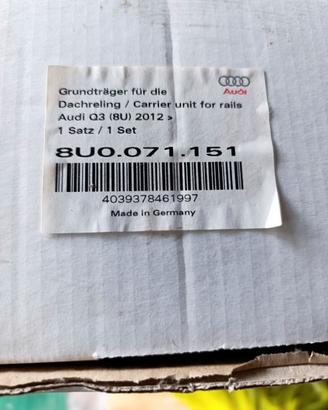 Grundträger für die
Dachreling / Carrier unit for rails
Audi Q3 (8U) 2012 >
1 Satz / 1 Set
Audi
8U0.071.151
4039378461997
Made in Germany